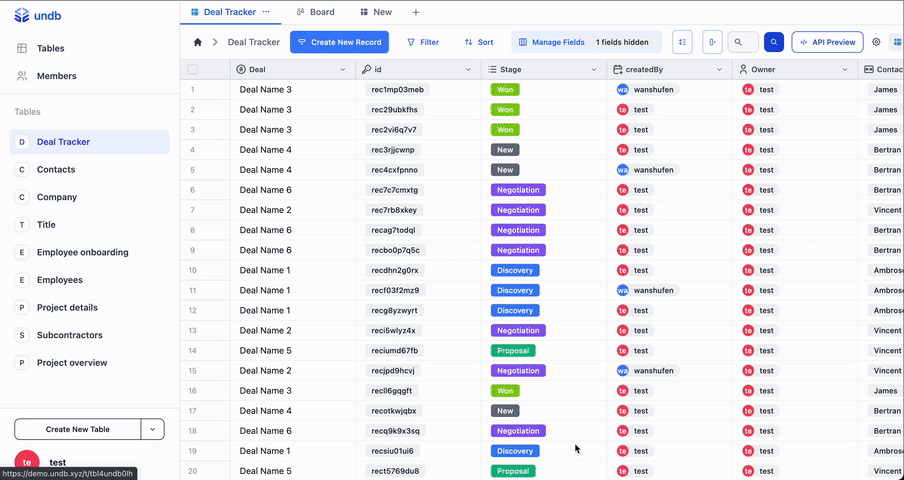 undb
Tables
Members
Tables
D Deal Tracker
C Contacts
C Company
T Title
E Employee onboarding
E Employees
P Project details
S Subcontractors
P Project overview
Create New Table
te test
https://demo.undb.xyz/t/tbl4undb0lh
Deal Tracker ··· Board New +
Deal Tracker Create New Record Filter Sort Manage Fields 1 fields hidden API Preview
Deal id Stage createdBy Owner Contac
1 Deal Name 3 rec1mp03meb Won wa wanshufen te test James
2 Deal Name 3 rec29ubkfhs Won te test te test James
3 Deal Name 3 rec2vi6q7v7 Won te test te test James
4 Deal Name 4 rec3rjjcwnp New te test te test Bertran
5 Deal Name 4 rec4cxfpnno New wa wanshufen te test Bertran
6 Deal Name 6 rec7c7cmxtg Negotiation te test te test Bertran
7 Deal Name 2 rec7rb8xkey Negotiation te test te test Vincent
8 Deal Name 6 recag7todql Negotiation te test te test Bertran
9 Deal Name 6 recbo0p7q5c Negotiation te test te test Bertran
10 Deal Name 1 recdhn2g0rx Discovery te test te test Ambros
11 Deal Name 1 recf03f2mz9 Discovery wa wanshufen te test Ambros
12 Deal Name 1 recg8yzwyrt Discovery te test te test Ambros
13 Deal Name 2 reci5wlyz4x Negotiation te test te test Vincent
14 Deal Name 5 reciumd67fb Proposal te test te test Vincent
15 Deal Name 2 recjpd9hcvj Negotiation wa wanshufen te test Vincent
16 Deal Name 3 recll6gqgft Won te test te test James
17 Deal Name 4 recotkwjqbx New te test te test Bertran
18 Deal Name 6 recq9k9x3sq Negotiation te test te test Bertran
19 Deal Name 1 recsiu01ui6 Discovery te test te test Ambros
20 Deal Name 5 rect5769du8 Proposal te test te test Vincent